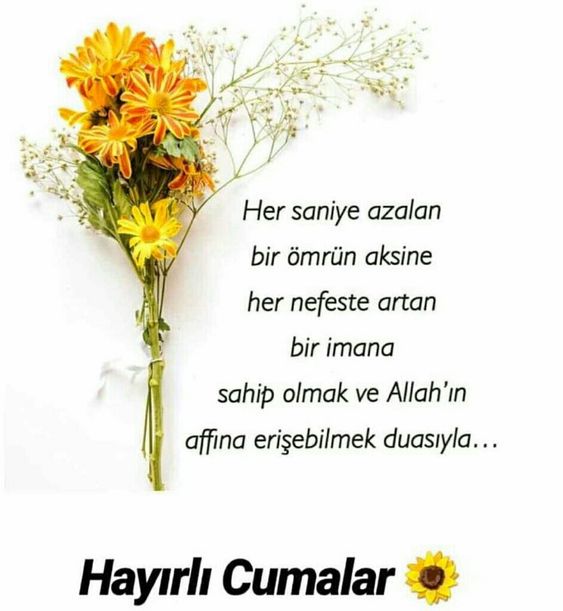 Her saniye azalan
bir ömrün aksine
her nefeste artan
bir imana
sahip olmak ve Allah'ın
affına erişebilmek duasıyla...
Hayırlı Cumalar 🌻